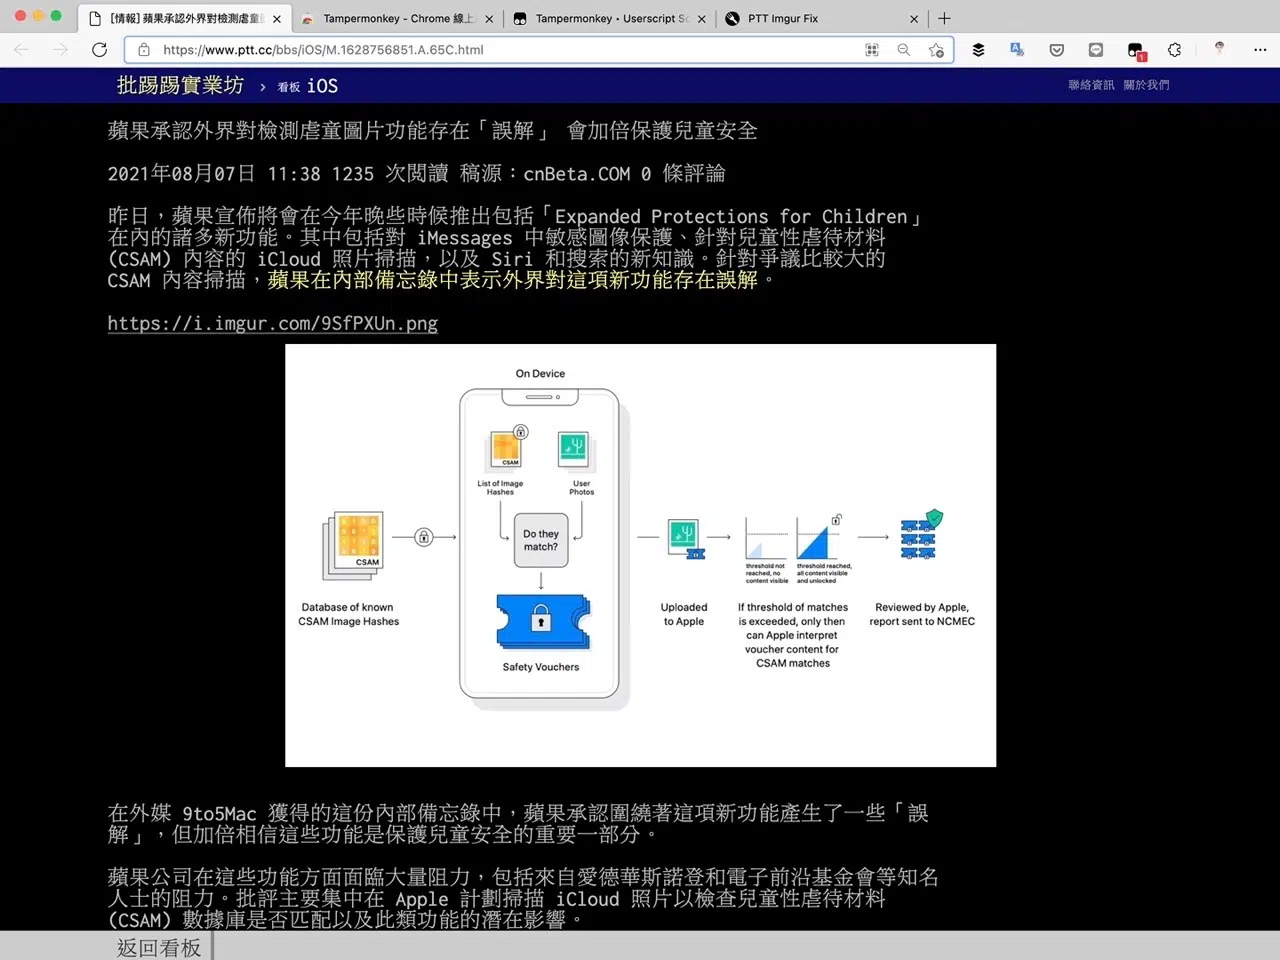 [情報] 蘋果承認外界對檢測虐童
Tampermonkey - Chrome 線上
Tampermonkey • Userscript So
PTT Imgur Fix
https://www.ptt.cc/bbs/iOS/M.1628756851.A.65C.html
1
批踢踢實業坊 › 看板 iOS
聯絡資訊 關於我們
蘋果承認外界對檢測虐童圖片功能存在「誤解」 會加倍保護兒童安全
2021年08月07日 11:38 1235 次閱讀 稿源：cnBeta.COM 0 條評論
昨日，蘋果宣佈將會在今年晚些時候推出包括「Expanded Protections for Children」
在內的諸多新功能。其中包括對 iMessages 中敏感圖像保護、針對兒童性虐待材料
(CSAM) 內容的 iCloud 照片掃描，以及 Siri 和搜索的新知識。針對爭議比較大的
CSAM 內容掃描，蘋果在內部備忘錄中表示外界對這項新功能存在誤解。
https://i.imgur.com/9SfPXUn.png
On Device
CSAM
List of Image
Hashes
User
Photos
Do they
match?
Safety Vouchers
CSAM
Database of known
CSAM Image Hashes
Uploaded
to Apple
threshold not
reached, no
content visible
threshold reached,
all content visible
and unlocked
If threshold of matches
is exceeded, only then
can Apple interpret
voucher content for
CSAM matches
Reviewed by Apple,
report sent to NCMEC
在外媒 9to5Mac 獲得的這份內部備忘錄中，蘋果承認圍繞著這項新功能產生了一些「誤
解」，但加倍相信這些功能是保護兒童安全的重要一部分。
蘋果公司在這些功能方面面臨大量阻力，包括來自愛德華斯諾登和電子前沿基金會等知名
人士的阻力。批評主要集中在 Apple 計劃掃描 iCloud 照片以檢查兒童性虐待材料
(CSAM) 數據庫是否匹配以及此類功能的潛在影響。
返回看板